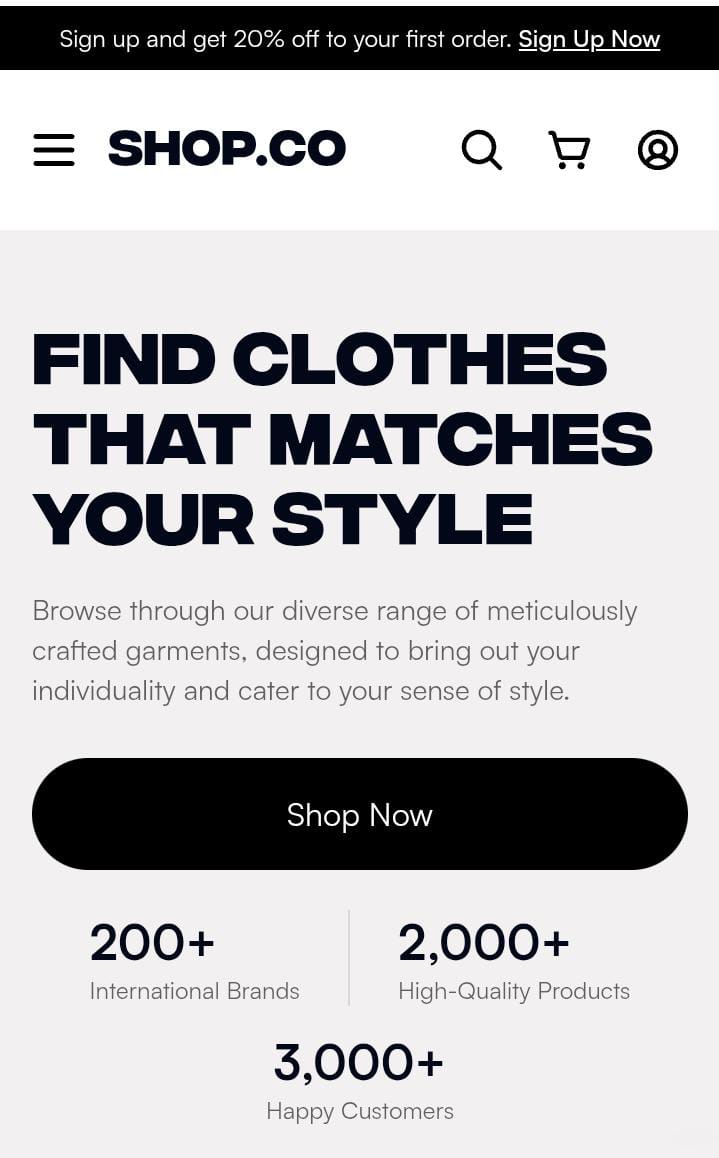 Sign up and get 20% off to your first order. Sign Up Now
SHOP.CO
FIND CLOTHES
THAT MATCHES
YOUR STYLE
Browse through our diverse range of meticulously
crafted garments, designed to bring out your
individuality and cater to your sense of style.
Shop Now
200+
International Brands
2,000+
High-Quality Products
3,000+
Happy Customers